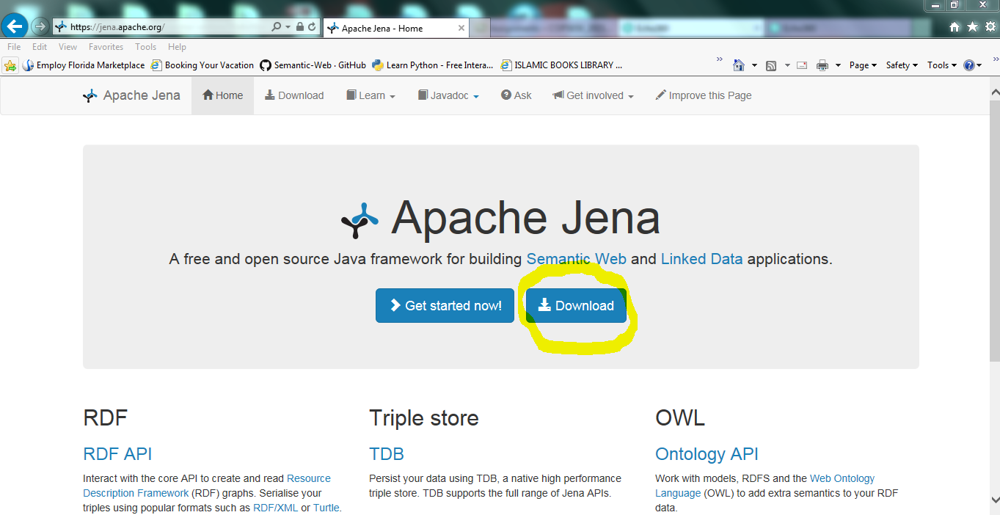 https://jena.apache.org/
Apache Jena - Home
File Edit View Favorites Tools Help
Employ Florida Marketplace Booking Your Vacation Semantic-Web · GitHub Learn Python - Free Intera... ISLAMIC BOOKS LIBRARY ...
Page Safety Tools
Apache Jena Home Download Learn Javadoc Ask Get involved Improve this Page
Apache Jena
A free and open source Java framework for building Semantic Web and Linked Data applications.
Get started now! Download
RDF
RDF API
Interact with the core API to create and read Resource
Description Framework (RDF) graphs. Serialise your
triples using popular formats such as RDF/XML or Turtle.
Triple store
TDB
Persist your data using TDB, a native high performance
triple store. TDB supports the full range of Jena APIs.
OWL
Ontology API
Work with models, RDFS and the Web Ontology
Language (OWL) to add extra semantics to your RDF
data.